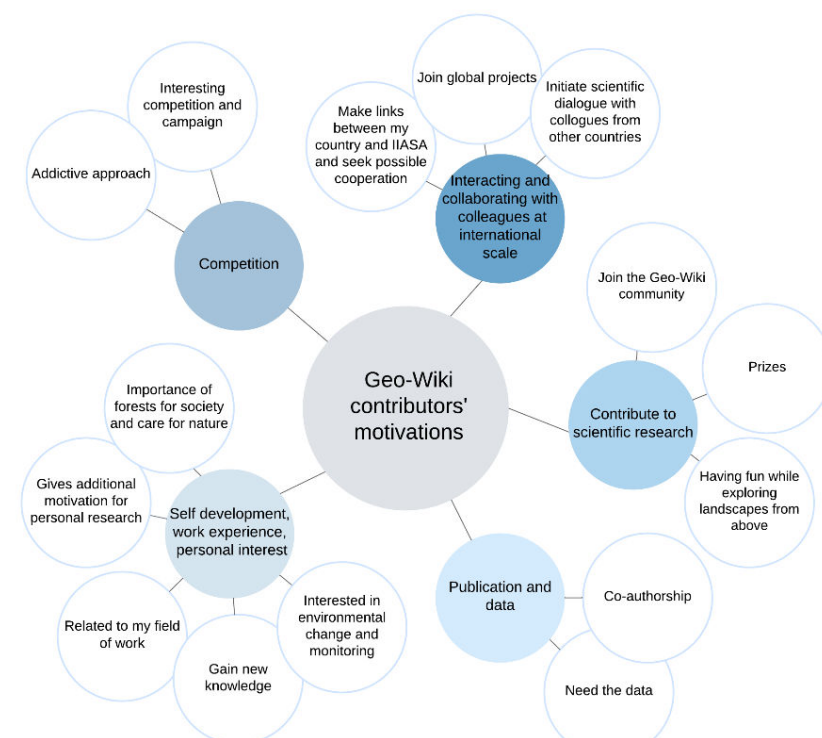 Geo-Wiki
contributors'
motivations
Competition
Interesting
competition and
campaign
Addictive approach
Interacting and
collaborating with
colleagues at
international
scale
Make links
between my
country and IIASA
and seek possible
cooperation
Join global projects
Initiate scientific
dialogue with
collogues from
other countries
Contribute to
scientific research
Join the Geo-Wiki
community
Prizes
Having fun while
exploring
landscapes from
above
Publication and
data
Co-authorship
Need the data
Self development,
work experience,
personal interest
Importance of
forests for society
and care for nature
Gives additional
motivation for
personal research
Related to my field
of work
Gain new
knowledge
Interested in
environmental
change and
monitoring